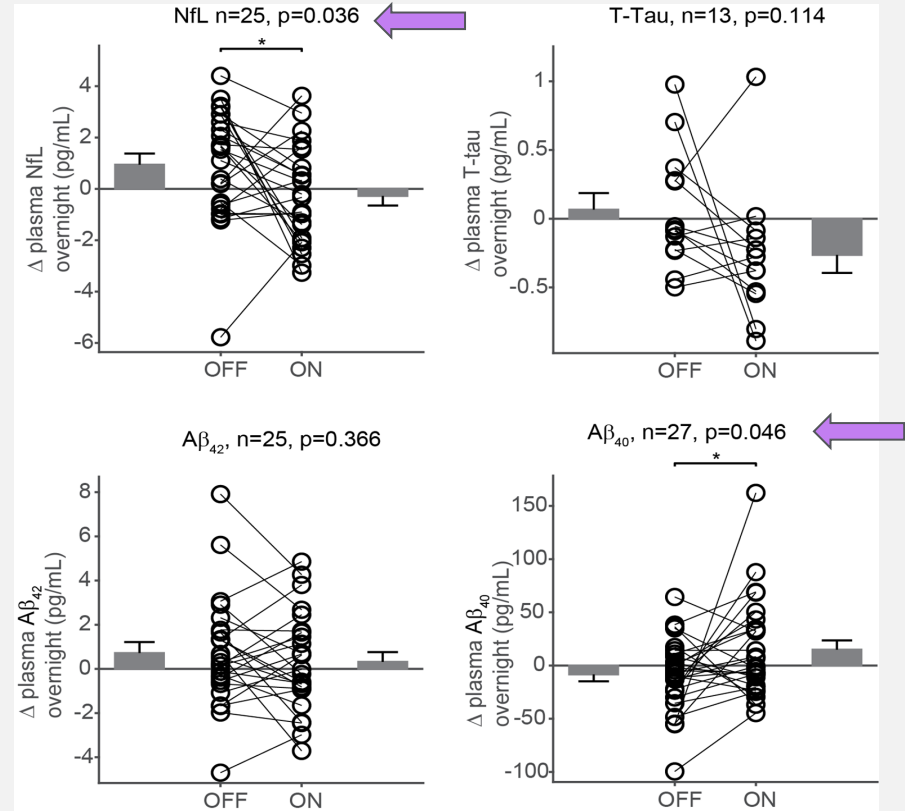 NfL n=25, p=0.036
*
Δ plasma NfL
overnight (pg/mL)
4
2
0
-2
-4
-6
OFF ON
T-Tau, n=13, p=0.114
Δ plasma T-tau
overnight (pg/mL)
1
0.5
0
-0.5
OFF ON
Aβ42, n=25, p=0.366
Δ plasma Aβ42
overnight (pg/mL)
8
6
4
2
0
-2
-4
OFF ON
Aβ40, n=27, p=0.046
*
Δ plasma Aβ40
overnight (pg/mL)
150
100
50
0
-50
-100
OFF ON